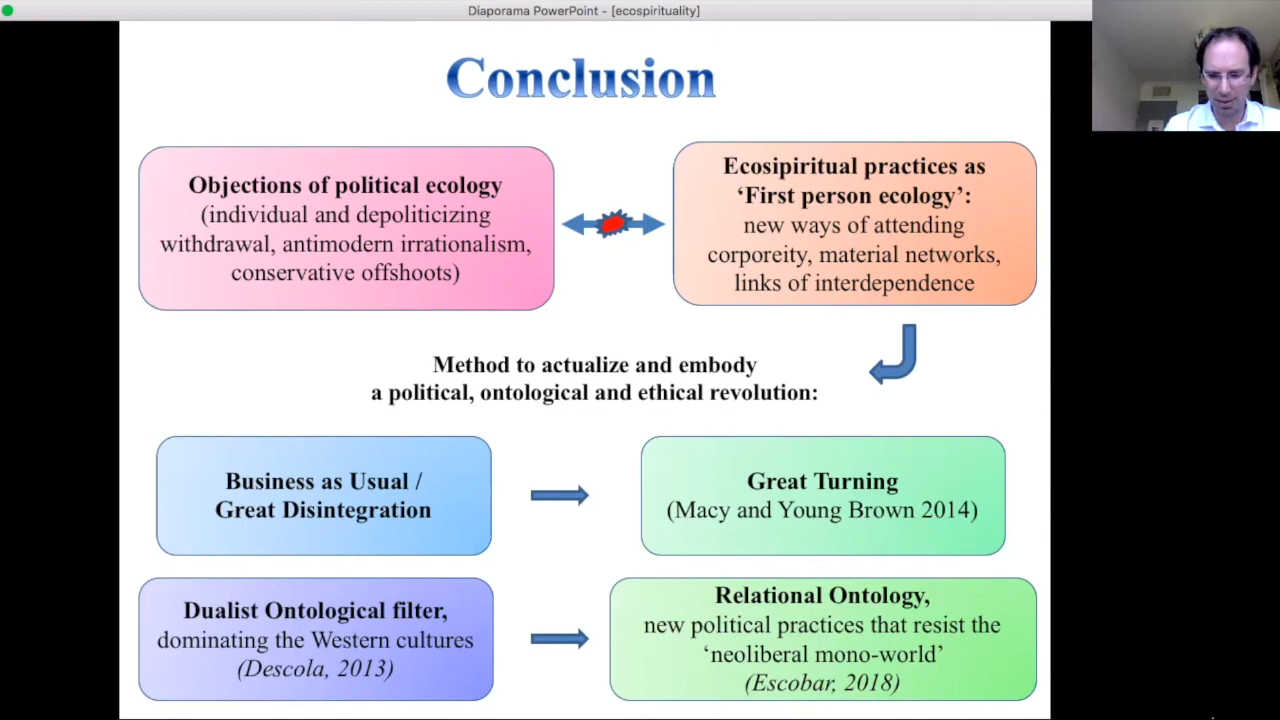 Diaporama PowerPoint - [ecospirituality]
Conclusion
Objections of political ecology
(individual and depoliticizing
withdrawal, antimodern irrationalism,
conservative offshoots)
Ecosipiritual practices as
‘First person ecology’:
new ways of attending
corporeity, material networks,
links of interdependence
Method to actualize and embody
a political, ontological and ethical revolution:
Business as Usual /
Great Disintegration
Great Turning
(Macy and Young Brown 2014)
Dualist Ontological filter,
dominating the Western cultures
(Descola, 2013)
Relational Ontology,
new political practices that resist the
‘neoliberal mono-world’
(Escobar, 2018)